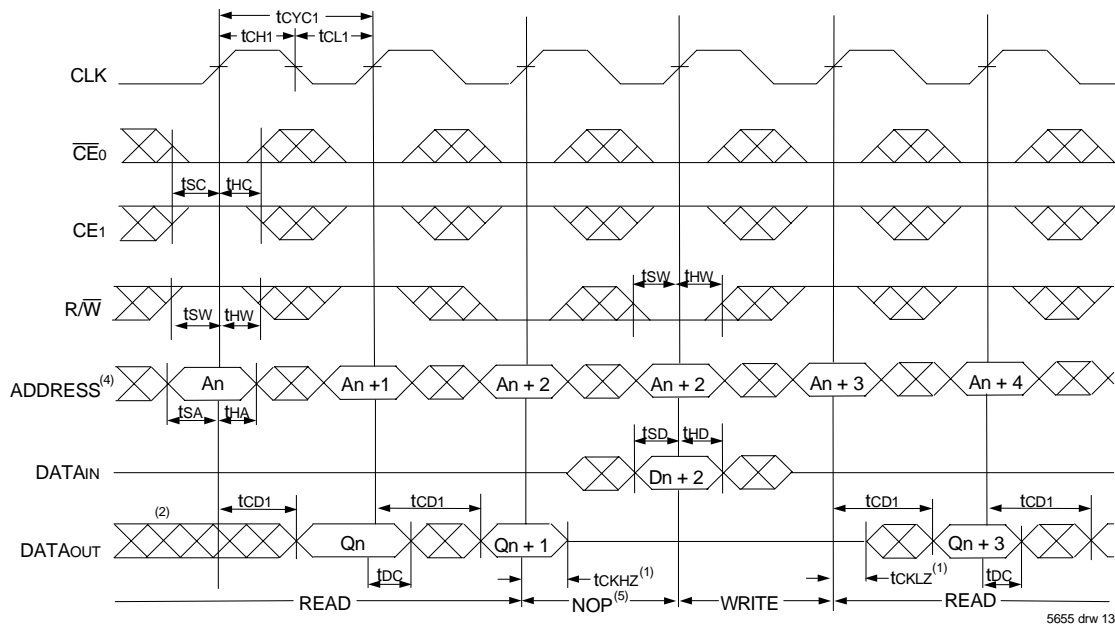 tCYC1
tCH1 tCL1
CLK
CE0
tSC tHC
CE1
tSW tHW
R/W
tSW tHW
ADDRESS(4) An An +1 An + 2 An + 2 An + 3 An + 4
tSA tHA
tSD tHD
DATAIN Dn + 2
tCD1 tCD1 tCD1 tCD1
(2)
DATAOUT Qn Qn + 1 Qn + 3
tDC tCKHZ(1) tCKLZ(1) tDC
READ NOP(5) WRITE READ
5655 drw 13